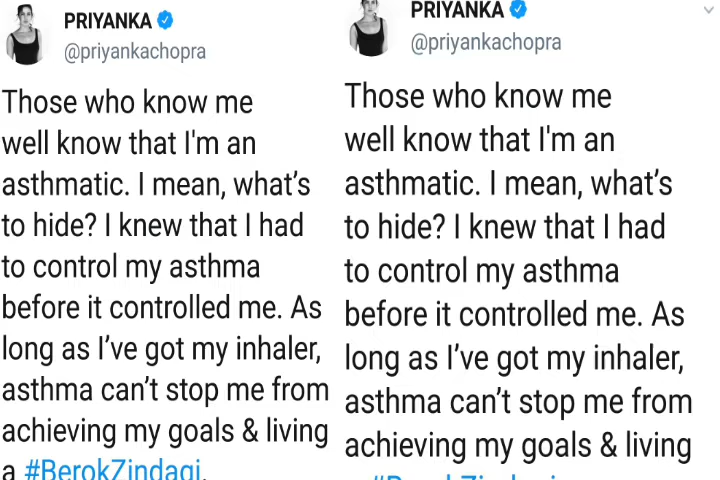 PRIYANKA
@priyankachopra
Those who know me
well know that I'm an
asthmatic. I mean, what's
to hide? I knew that I had
to control my asthma
before it controlled me. As
long as I've got my inhaler,
asthma can't stop me from
achieving my goals & living
a #BerokZindagi.
PRIYANKA
@priyankachopra
Those who know me
well know that I'm an
asthmatic. I mean, what's
to hide? I knew that I had
to control my asthma
before it controlled me. As
long as I've got my inhaler,
asthma can't stop me from
achieving my goals & living